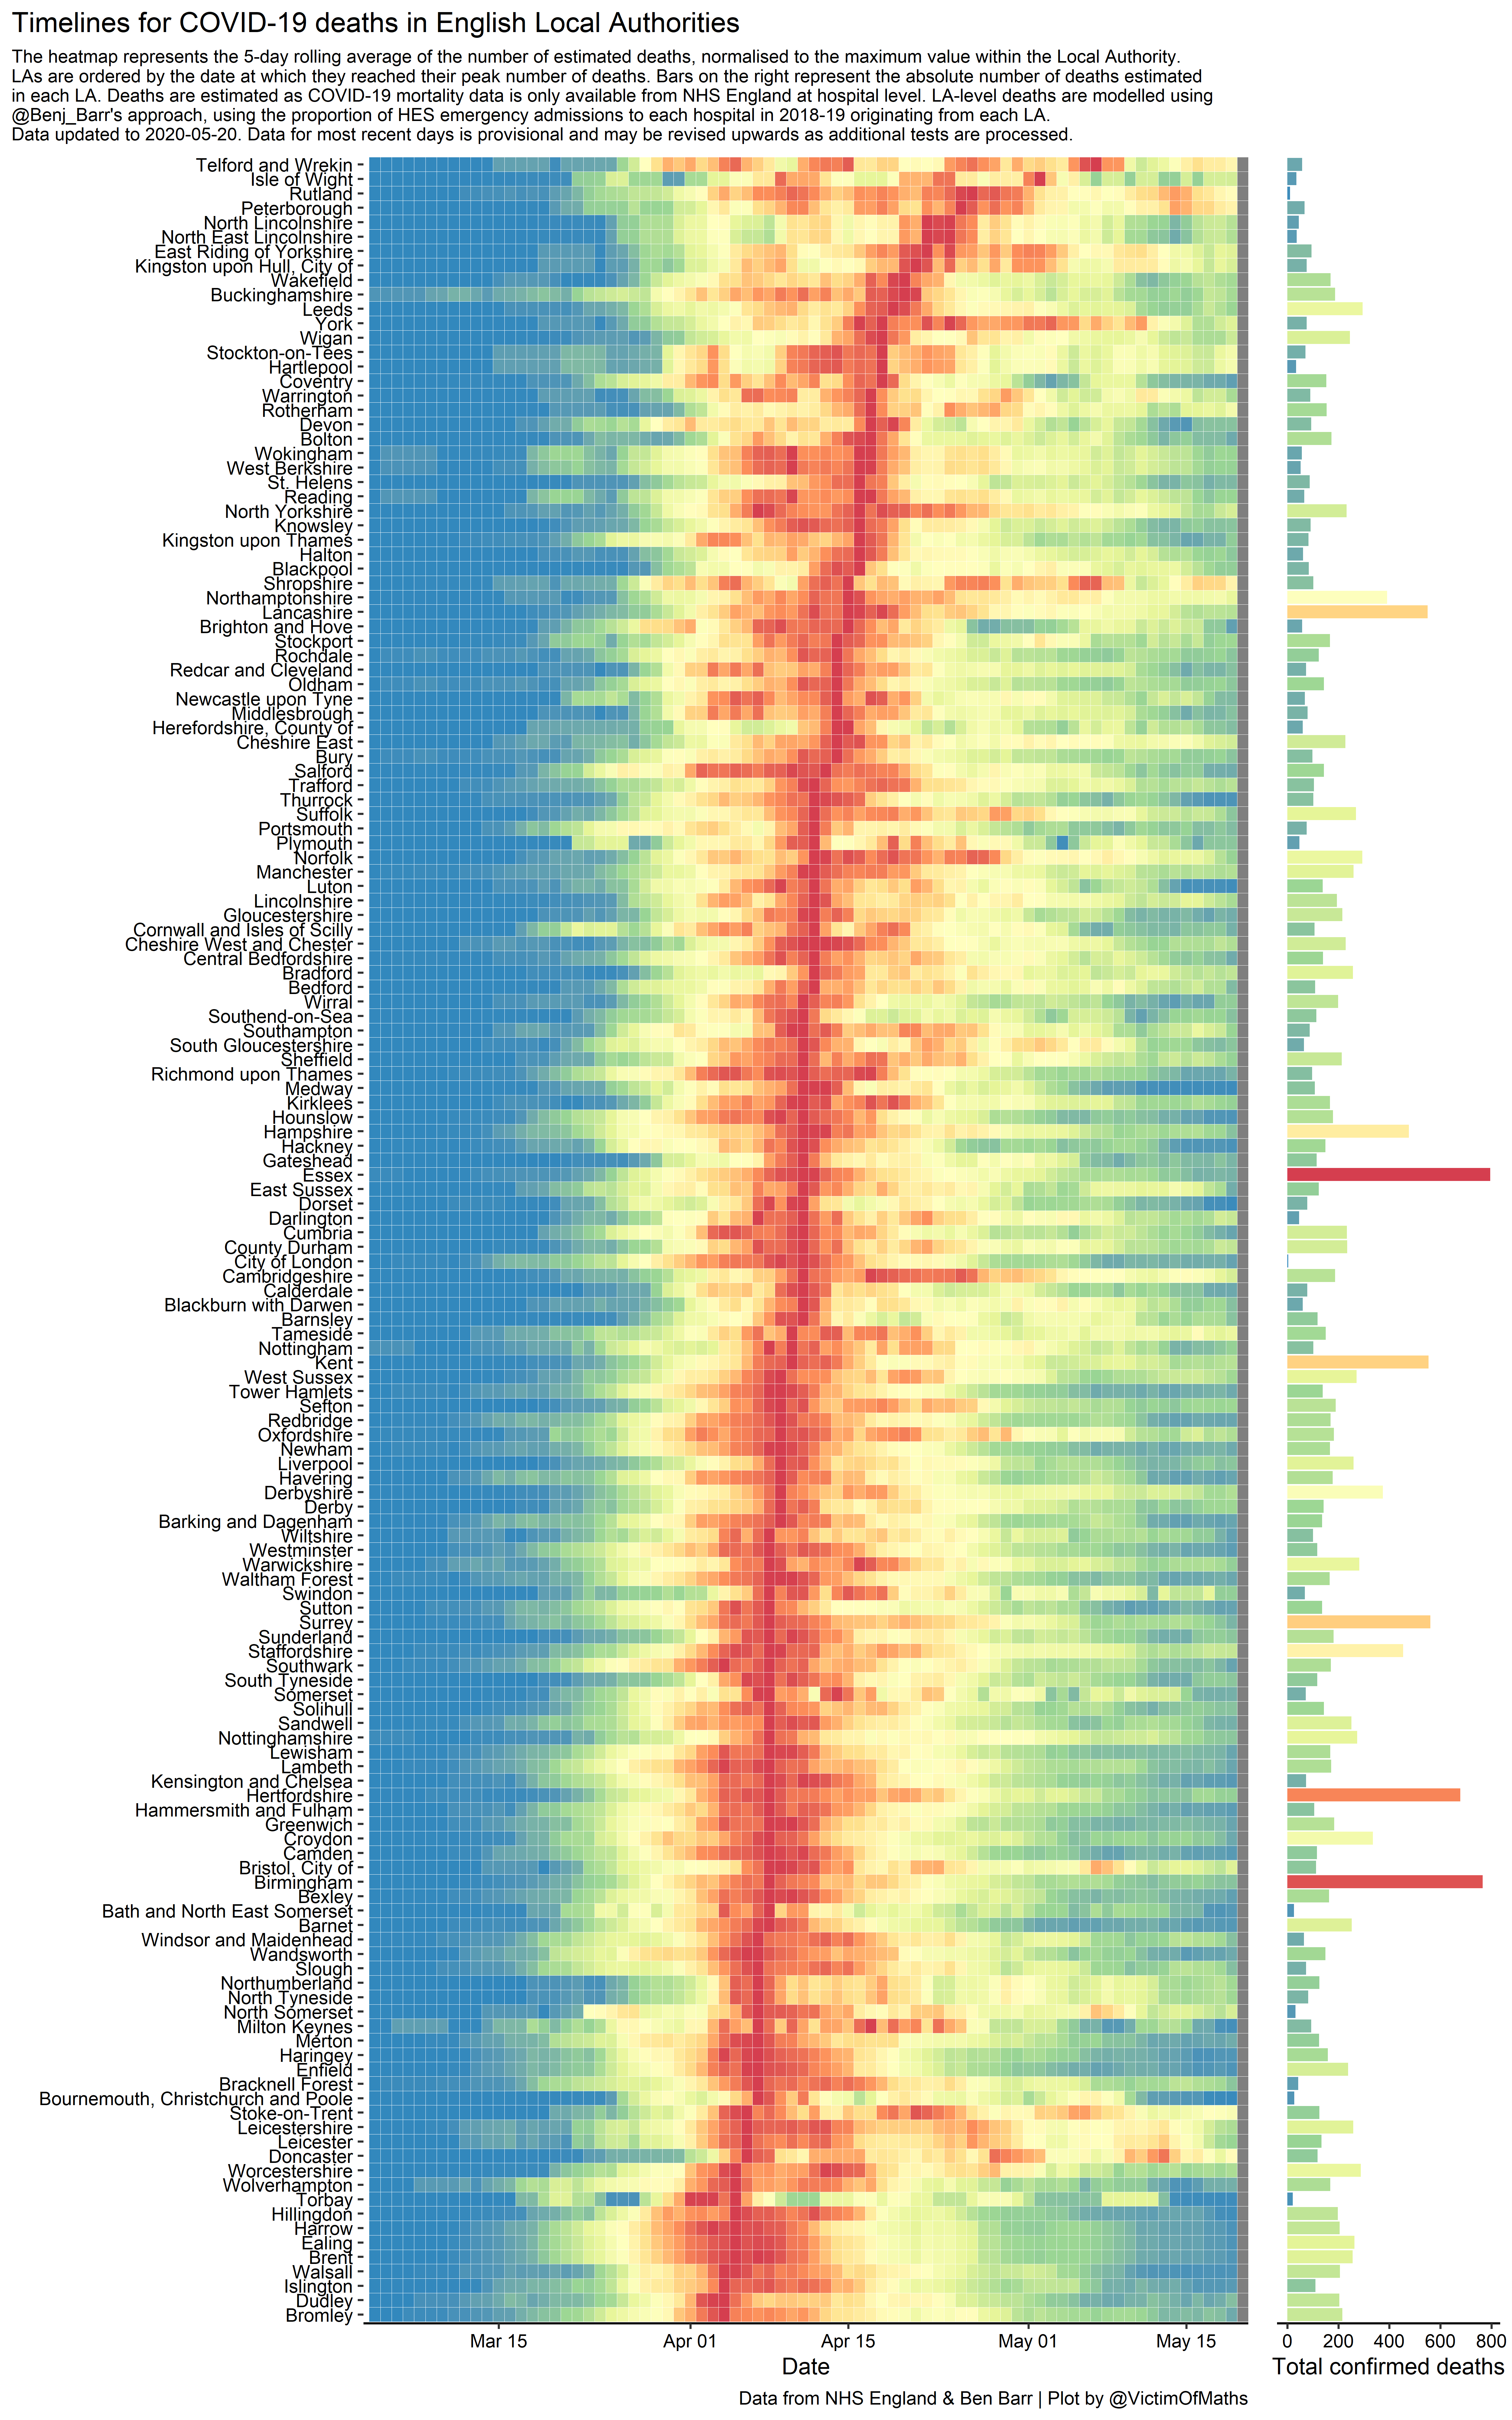 Timelines for COVID-19 deaths in English Local Authorities
The heatmap represents the 5-day rolling average of the number of estimated deaths, normalised to the maximum value within the Local Authority.
LAs are ordered by the date at which they reached their peak number of deaths. Bars on the right represent the absolute number of deaths estimated
in each LA. Deaths are estimated as COVID-19 mortality data is only available from NHS England at hospital level. LA-level deaths are modelled using
@Benj_Barr's approach, using the proportion of HES emergency admissions to each hospital in 2018-19 originating from each LA.
Data updated to 2020-05-20. Data for most recent days is provisional and may be revised upwards as additional tests are processed.
Telford and Wrekin
Isle of Wight
Rutland
Peterborough
North Lincolnshire
North East Lincolnshire
East Riding of Yorkshire
Kingston upon Hull, City of
Wakefield
Buckinghamshire
Leeds
York
Wigan
Stockton-on-Tees
Hartlepool
Coventry
Warrington
Rotherham
Devon
Bolton
Wokingham
West Berkshire
St. Helens
Reading
North Yorkshire
Knowsley
Kingston upon Thames
Halton
Blackpool
Shropshire
Northamptonshire
Lancashire
Brighton and Hove
Stockport
Rochdale
Redcar and Cleveland
Oldham
Newcastle upon Tyne
Middlesbrough
Herefordshire, County of
Cheshire East
Bury
Salford
Trafford
Thurrock
Suffolk
Portsmouth
Plymouth
Norfolk
Manchester
Luton
Lincolnshire
Gloucestershire
Cornwall and Isles of Scilly
Cheshire West and Chester
Central Bedfordshire
Bradford
Bedford
Wirral
Southend-on-Sea
Southampton
South Gloucestershire
Sheffield
Richmond upon Thames
Medway
Kirklees
Hounslow
Hampshire
Hackney
Gateshead
Essex
East Sussex
Dorset
Darlington
Cumbria
County Durham
City of London
Cambridgeshire
Calderdale
Blackburn with Darwen
Barnsley
Tameside
Nottingham
Kent
West Sussex
Tower Hamlets
Sefton
Redbridge
Oxfordshire
Newham
Liverpool
Havering
Derbyshire
Derby
Barking and Dagenham
Wiltshire
Westminster
Warwickshire
Waltham Forest
Swindon
Sutton
Surrey
Sunderland
Staffordshire
Southwark
South Tyneside
Somerset
Solihull
Sandwell
Nottinghamshire
Lewisham
Lambeth
Kensington and Chelsea
Hertfordshire
Hammersmith and Fulham
Greenwich
Croydon
Camden
Bristol, City of
Birmingham
Bexley
Bath and North East Somerset
Barnet
Windsor and Maidenhead
Wandsworth
Slough
Northumberland
North Tyneside
North Somerset
Milton Keynes
Merton
Haringey
Enfield
Bracknell Forest
Bournemouth, Christchurch and Poole
Stoke-on-Trent
Leicestershire
Leicester
Doncaster
Worcestershire
Wolverhampton
Torbay
Hillingdon
Harrow
Ealing
Brent
Walsall
Islington
Dudley
Bromley
Mar 15 Apr 01 Apr 15 May 01 May 15
Date
0 200 400 600 800
Total confirmed deaths
Data from NHS England & Ben Barr | Plot by @VictimOfMaths